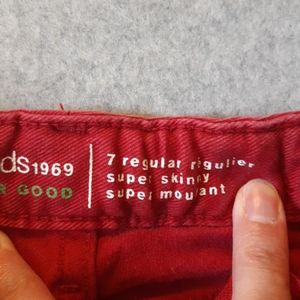 ds1969
R GOOD
7 regular régulier
super skinny
super moulant